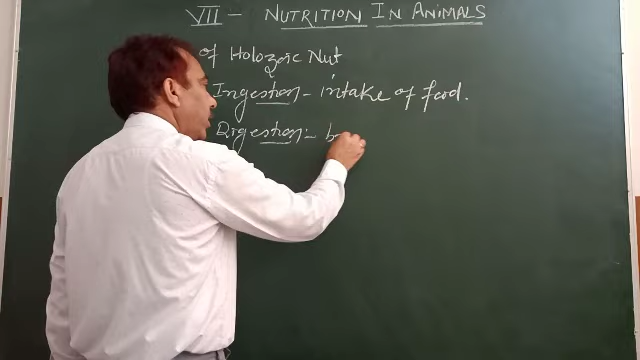 VII - NUTRITION IN ANIMALS
of Holozoic Nut
Ingestion - intake of food.
Digestion:- b